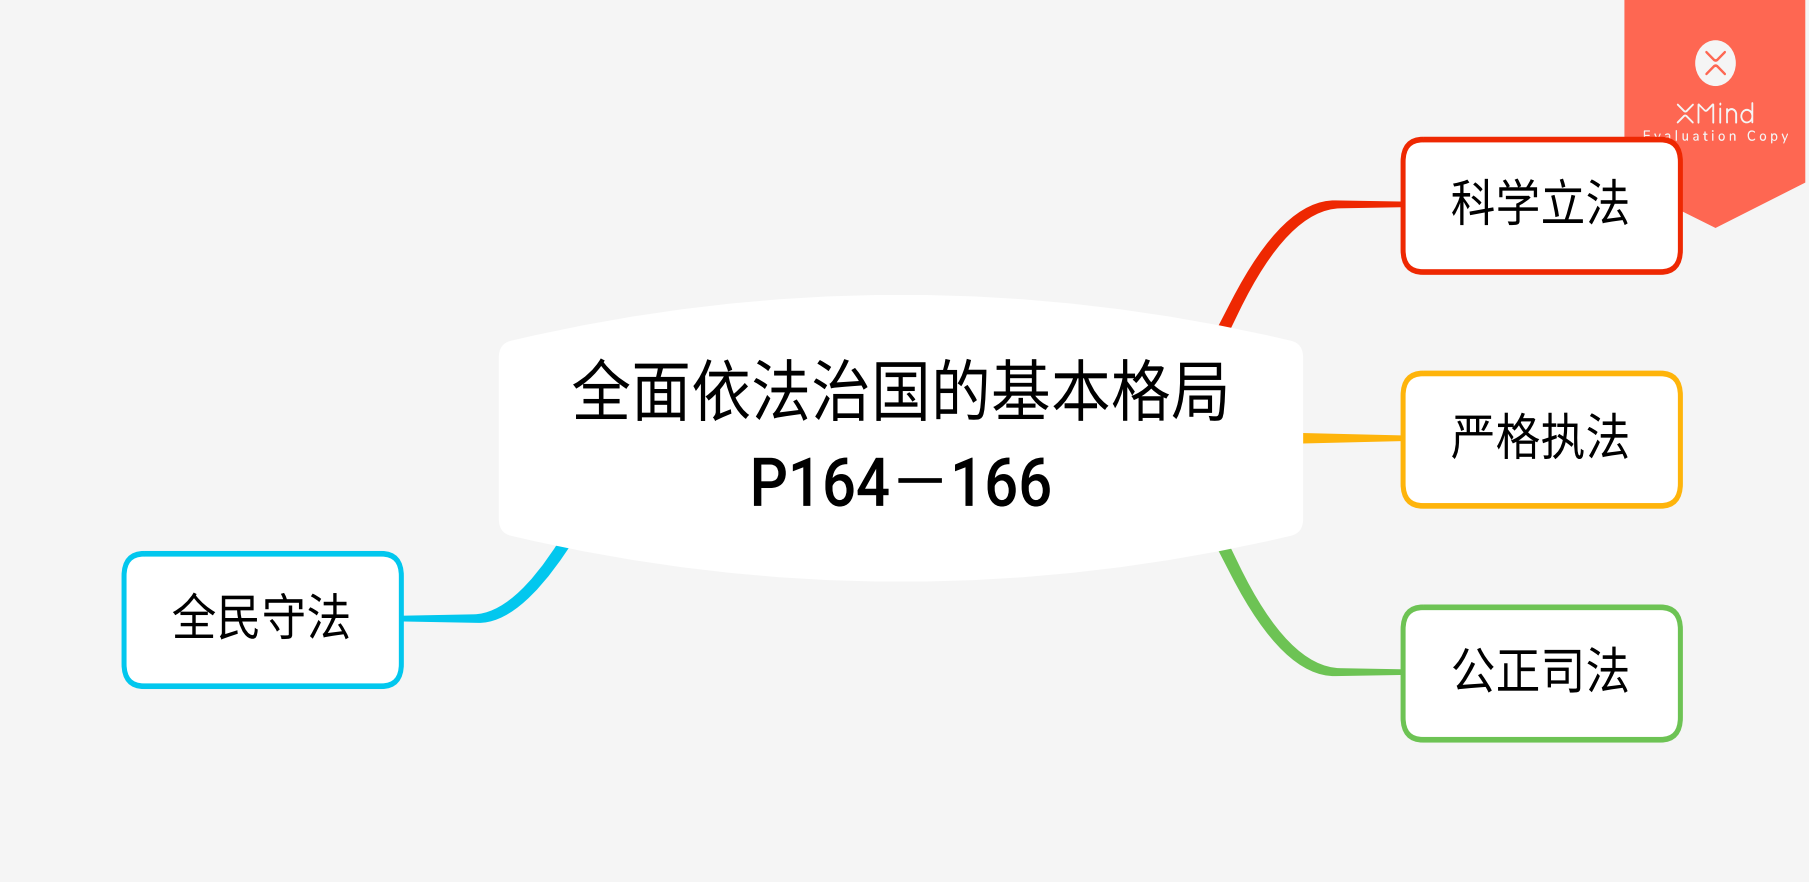 XMind
Evaluation Copy
科学立法
全面依法治国的基本格局
P164－166
严格执法
全民守法
公正司法